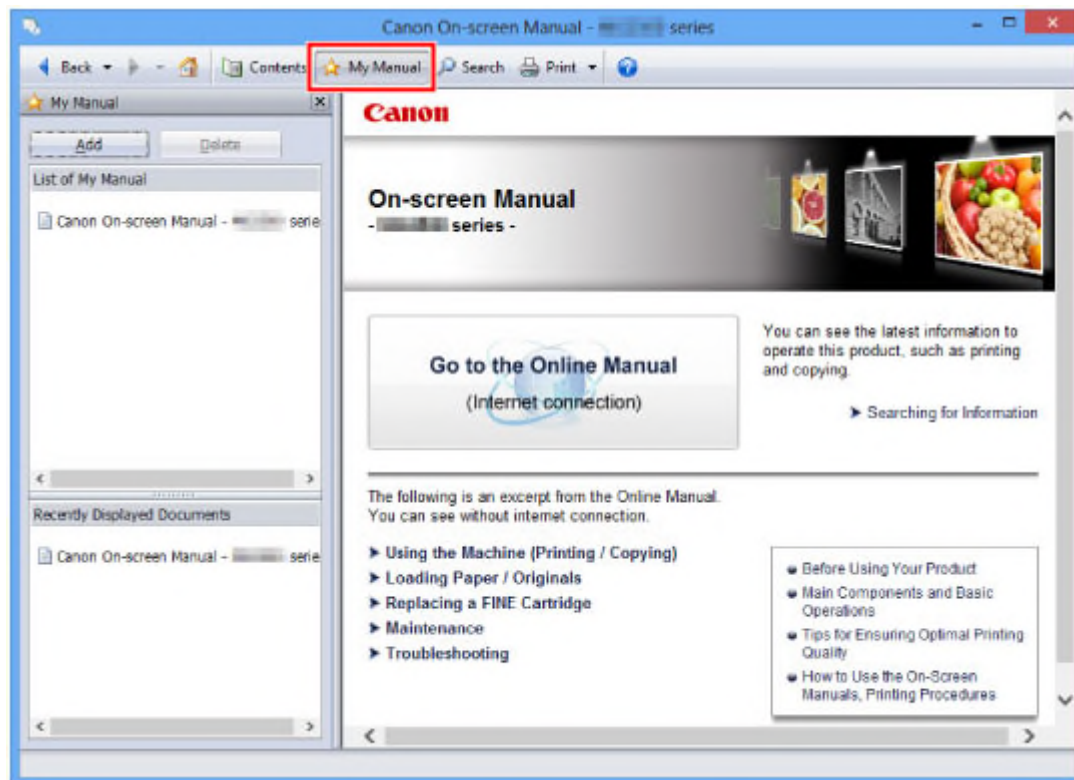 Canon On-screen Manual - series
Back Contents My Manual Search Print
My Manual
Add Delete
List of My Manual
Canon On-screen Manual - serie
Recently Displayed Documents
Canon On-screen Manual - serie
Canon
On-screen Manual
- series -
Go to the Online Manual
(Internet connection)
You can see the latest information to
operate this product, such as printing
and copying.
Searching for Information
The following is an excerpt from the Online Manual.
You can see without internet connection.
Using the Machine (Printing / Copying)
Loading Paper / Originals
Replacing a FINE Cartridge
Maintenance
Troubleshooting
Before Using Your Product
Main Components and Basic
Operations
Tips for Ensuring Optimal Printing
Quality
How to Use the On-Screen
Manuals, Printing Procedures